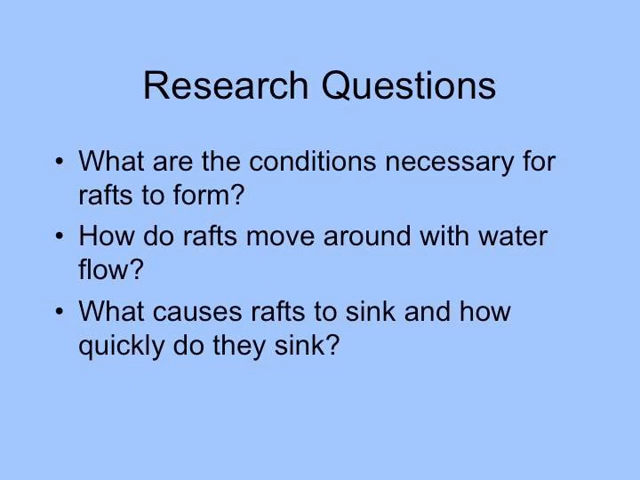 Research Questions
• What are the conditions necessary for
rafts to form?
• How do rafts move around with water
flow?
• What causes rafts to sink and how
quickly do they sink?